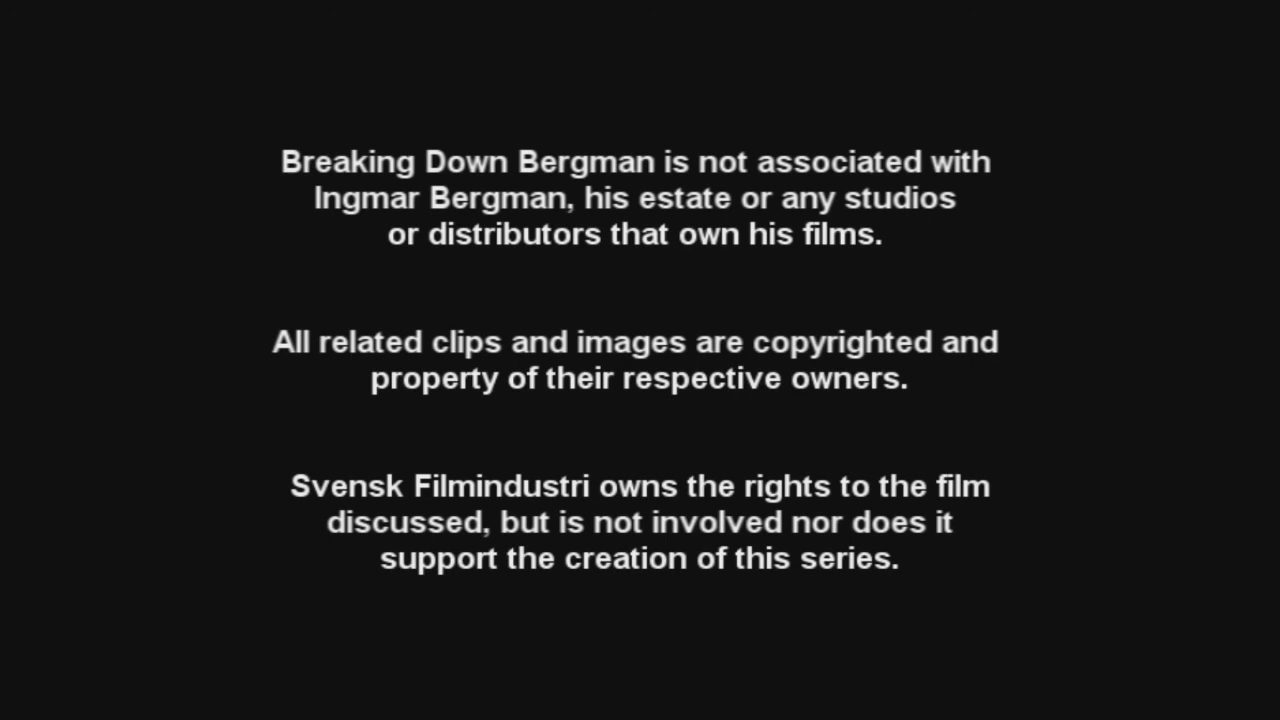 Breaking Down Bergman is not associated with
Ingmar Bergman, his estate or any studios
or distributors that own his films.
All related clips and images are copyrighted and
property of their respective owners.
Svensk Filmindustri owns the rights to the film
discussed, but is not involved nor does it
support the creation of this series.